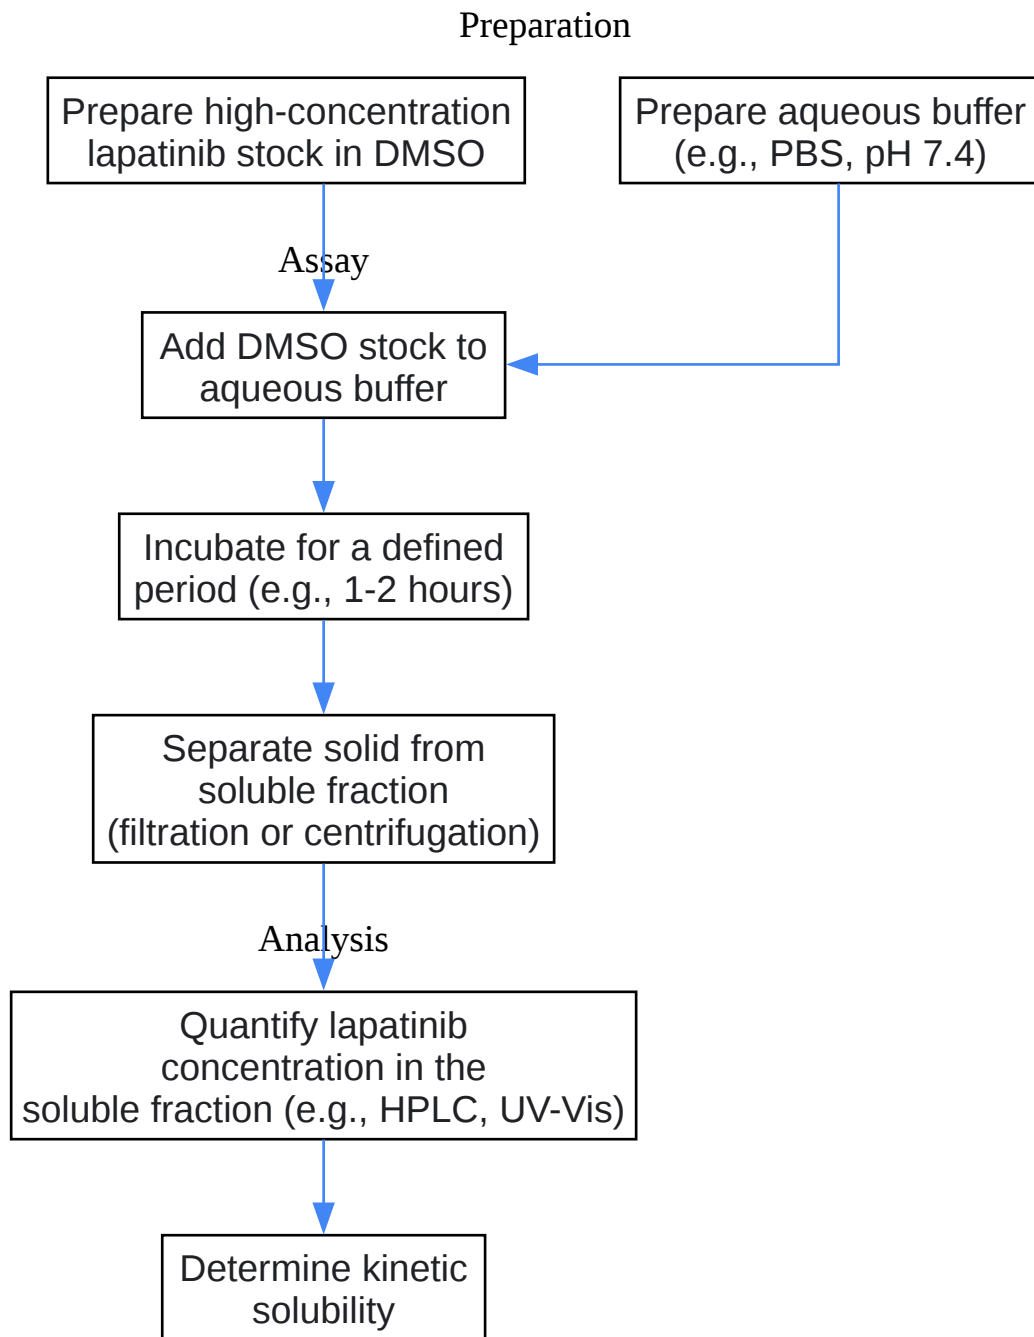 Preparation
Prepare high-concentration
lapatinib stock in DMSO
Prepare aqueous buffer
(e.g., PBS, pH 7.4)
Assay
Add DMSO stock to
aqueous buffer
Incubate for a defined
period (e.g., 1-2 hours)
Separate solid from
soluble fraction
(filtration or centrifugation)
Analysis
Quantify lapatinib
concentration in the
soluble fraction (e.g., HPLC, UV-Vis)
Determine kinetic
solubility